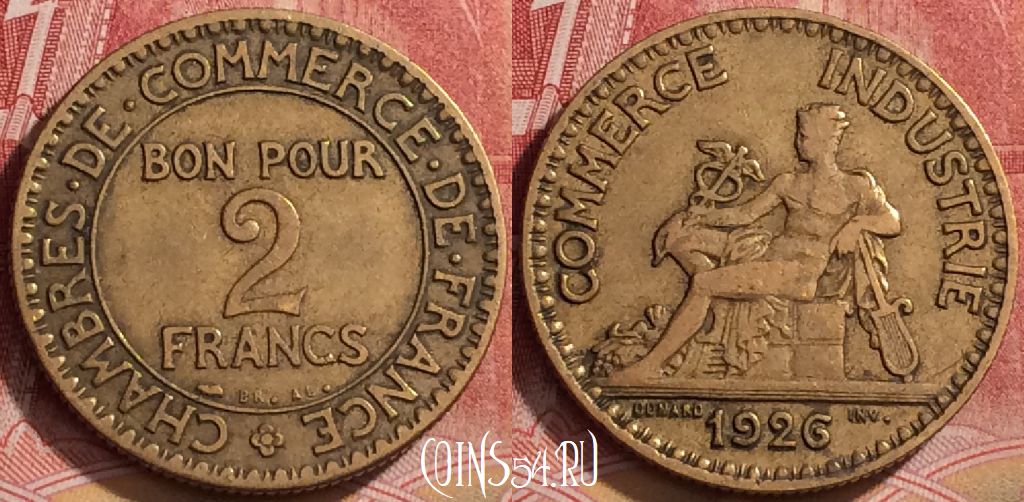 CHAMBRES · DE · COMMERCE · DE · FRANCE
BON POUR
2
FRANCS
BR. AL.
COMMERCE INDUSTRIE
DOMARD INV.
1926
COINS54.RU